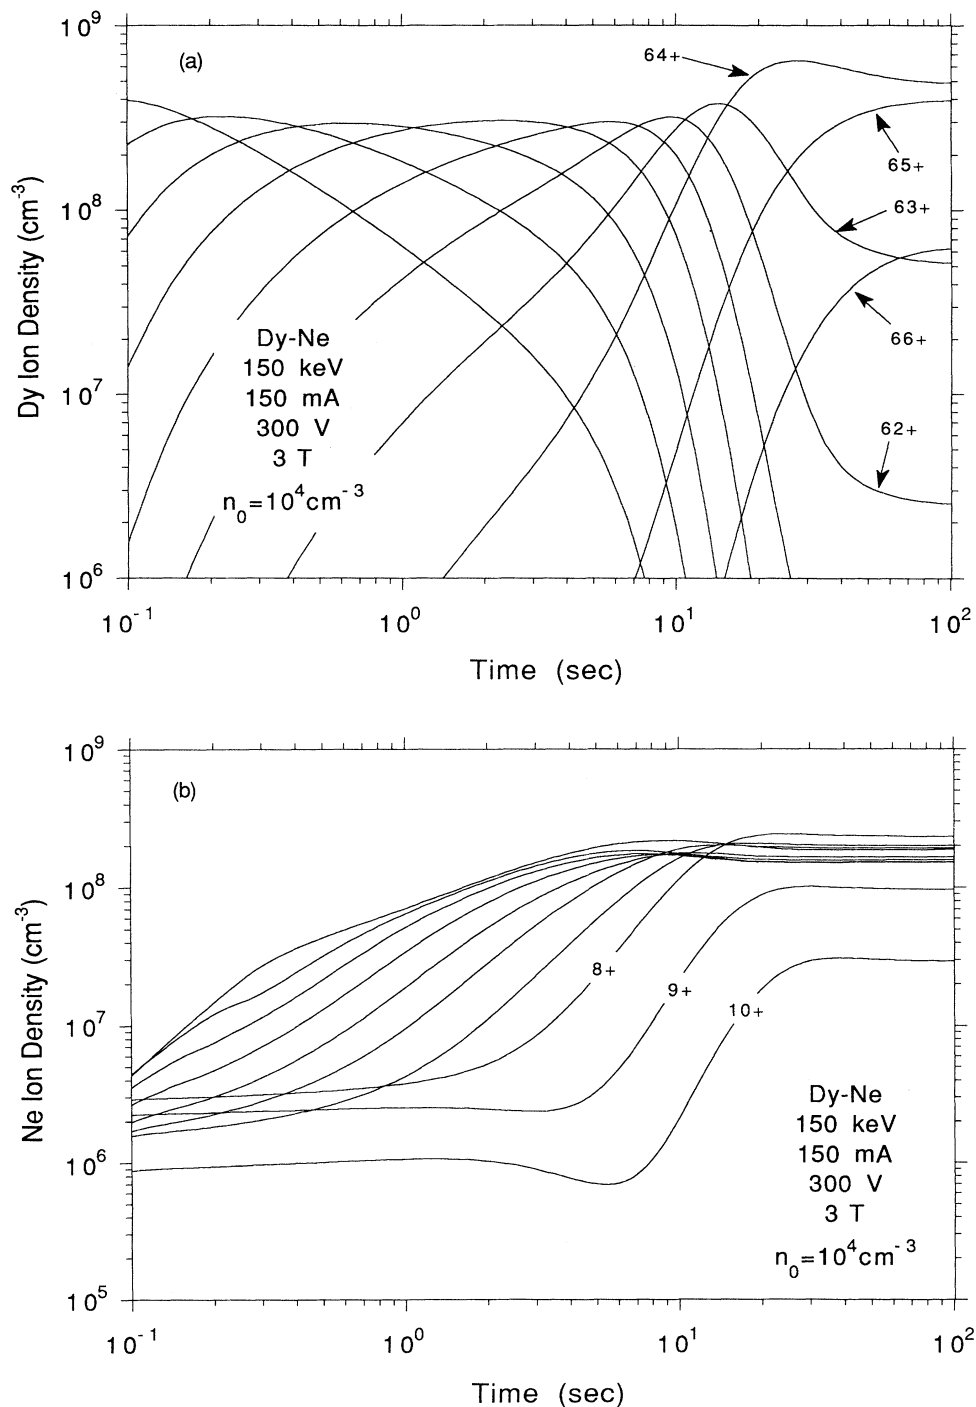 10^9
(a)
64+
65+
10^8
63+
Dy Ion Density (cm^-3)
Dy-Ne
150 keV
150 mA
300 V
3 T
n_0=10^4cm^-3
66+
10^7
62+
10^6
10^-1
10^0
10^1
10^2
Time (sec)
10^9
(b)
10^8
Ne Ion Density (cm^-3)
8+
9+
10+
10^7
Dy-Ne
150 keV
150 mA
300 V
3 T
n_0=10^4cm^-3
10^6
10^5
10^-1
10^0
10^1
10^2
Time (sec)